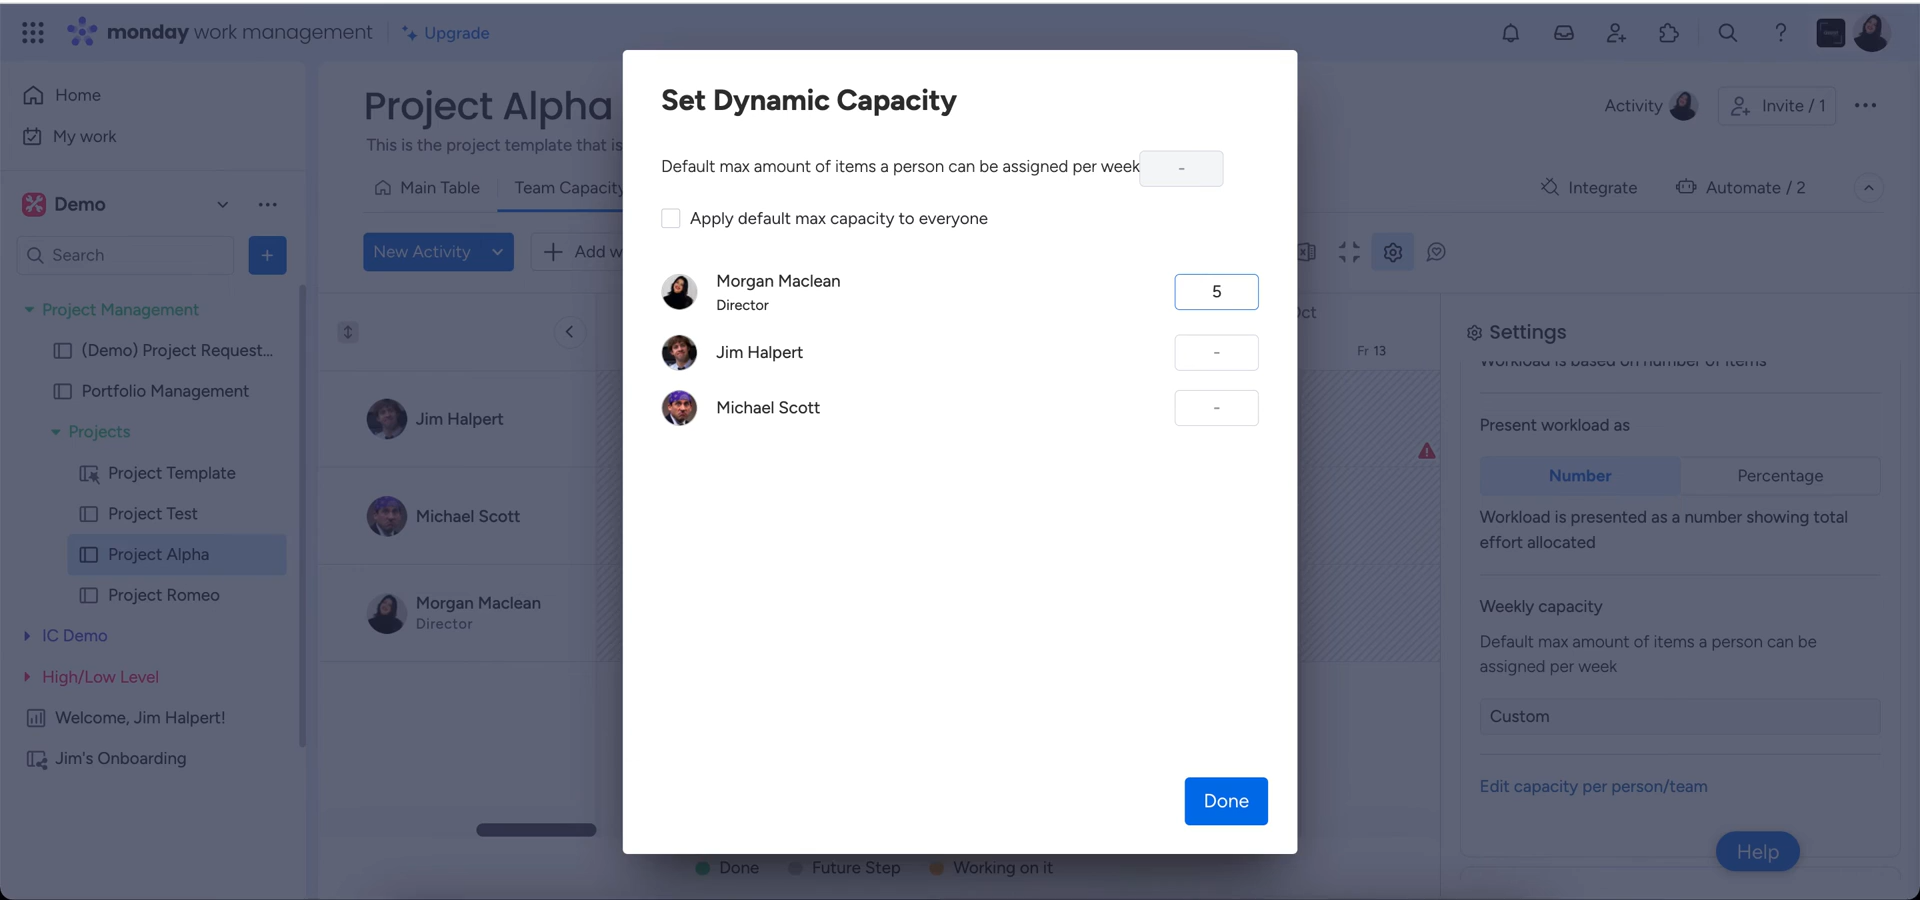 monday work management
Upgrade
Home
My work
Demo
Search
+
Project Management
(Demo) Project Request...
Portfolio Management
Projects
Project Template
Project Test
Project Alpha
Project Romeo
IC Demo
High/Low Level
Welcome, Jim Halpert!
Jim's Onboarding
Project Alpha
This is the project template that is
Main Table
Team Capacity
New Activity
Add w
Jim Halpert
Michael Scott
Morgan Maclean
Director
Set Dynamic Capacity
Default max amount of items a person can be assigned per week
-
Apply default max capacity to everyone
Morgan Maclean
Director
5
Jim Halpert
-
Michael Scott
-
Done
Done
Future Step
Working on it
Activity
Invite / 1
Integrate
Automate / 2
Fr 13
Settings
Workload is based on number of items
Present workload as
Number
Percentage
Workload is presented as a number showing total
effort allocated
Weekly capacity
Default max amount of items a person can be
assigned per week
Custom
Edit capacity per person/team
Help